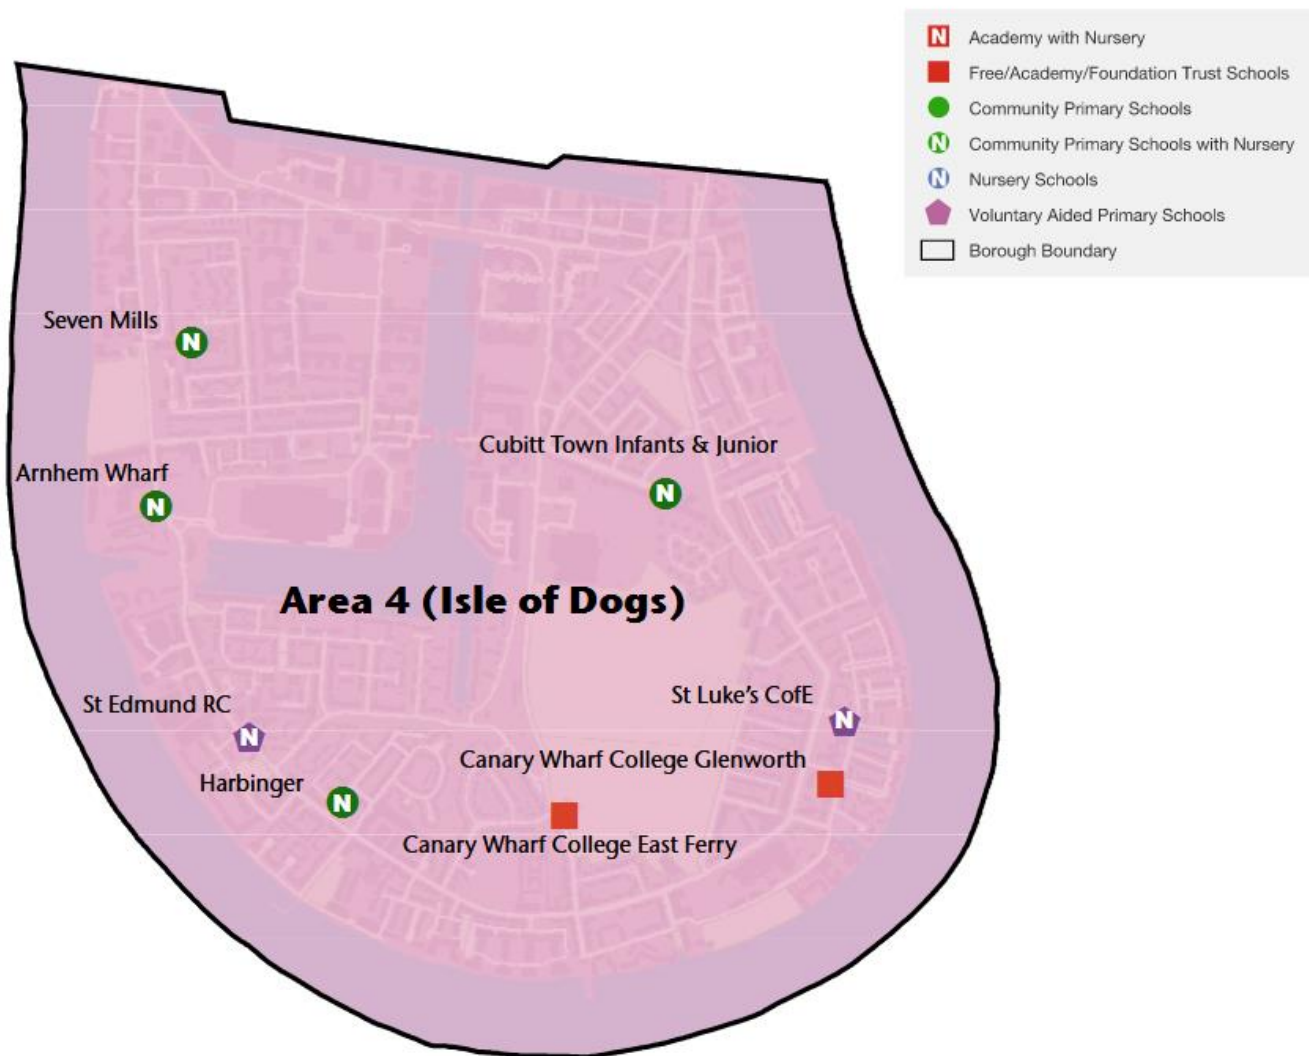 N Academy with Nursery
Free/Academy/Foundation Trust Schools
Community Primary Schools
N Community Primary Schools with Nursery
N Nursery Schools
Voluntary Aided Primary Schools
Borough Boundary
Seven Mills
N
Cubitt Town Infants & Junior
N
Arnhem Wharf
N
Area 4 (Isle of Dogs)
St Edmund RC
N
St Luke's CofE
N
Canary Wharf College Glenworth
Harbinger
N
Canary Wharf College East Ferry